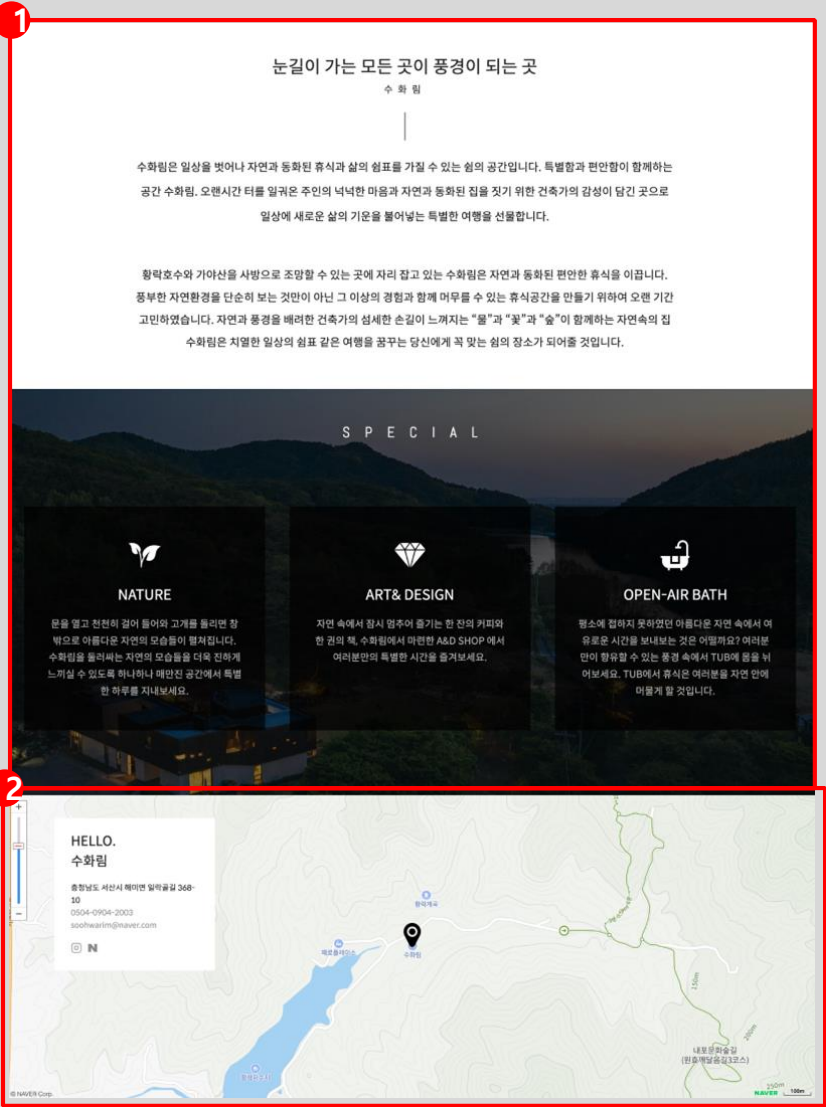 1
눈길이 가는 모든 곳이 풍경이 되는 곳
수화림
수화림은 일상을 벗어나 자연과 동화된 휴식과 삶의 쉼표를 가질 수 있는 쉼의 공간입니다. 특별함과 편안함이 함께하는
공간 수화림. 오랜시간 터를 일궈온 주인의 넉넉한 마음과 자연과 동화된 집을 짓기 위한 건축가의 감성이 담긴 곳으로
일상에 새로운 삶의 기운을 불어넣는 특별한 여행을 선물합니다.
황락호수와 가야산을 사방으로 조망할 수 있는 곳에 자리 잡고 있는 수화림은 자연과 동화된 편안한 휴식을 이끕니다.
풍부한 자연환경을 단순히 보는 것만이 아닌 그 이상의 경험과 함께 머무를 수 있는 휴식공간을 만들기 위하여 오랜 기간
고민하였습니다. 자연과 풍경을 배려한 건축가의 섬세한 손길이 느껴지는 “물”과 “꽃”과 “숲”이 함께하는 자연속의 집
수화림은 치열한 일상의 쉼표 같은 여행을 꿈꾸는 당신에게 꼭 맞는 쉼의 장소가 되어줄 것입니다.
SPECIAL
NATURE
문을 열고 천천히 걸어 들어와 고개를 돌리면 창
밖으로 아름다운 자연의 모습들이 펼쳐집니다.
수화림을 둘러싸는 자연의 모습들을 더욱 진하게
느끼실 수 있도록 하나하나 매만진 공간에서 특별
한 하루를 지내보세요.
ART& DESIGN
자연 속에서 잠시 멈추어 즐기는 한 잔의 커피와
한 권의 책, 수화림에서 마련한 A&D SHOP 에서
여러분만의 특별한 시간을 즐겨보세요.
OPEN-AIR BATH
평소에 접하지 못하였던 아름다운 자연 속에서 여
유로운 시간을 보내보는 것은 어떨까요? 여러분
만이 향유할 수 있는 풍경 속에서 TUB에 몸을 뉘
어보세요. TUB에서 휴식은 여러분을 자연 안에
머물게 할 것입니다.
2
HELLO.
수화림
충청남도 서산시 해미면 일락골길 368-
10
0504-0904-2003
soohwarim@naver.com
N
황락계곡
수화림
150m
200m
내포문화숲길
(원효깨달음길3코스)
250m
© NAVER Corp.
NAVER
100m